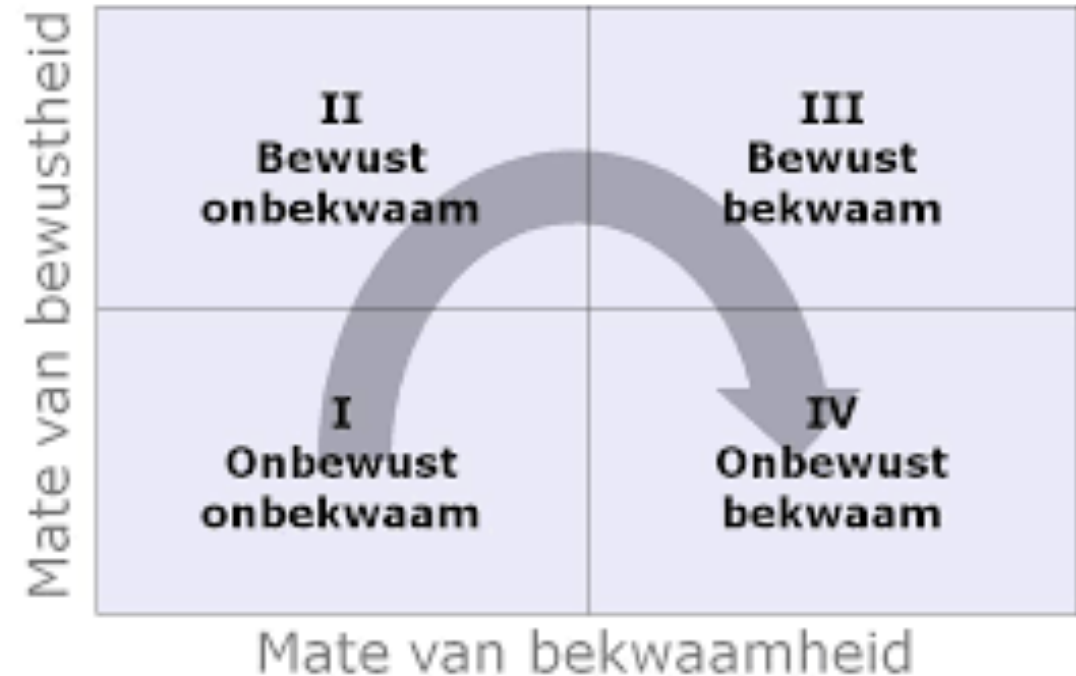 Mate van bewustheid
II
Bewust
onbekwaam
III
Bewust
bekwaam
I
Onbewust
onbekwaam
IV
Onbewust
bekwaam
Mate van bekwaamheid